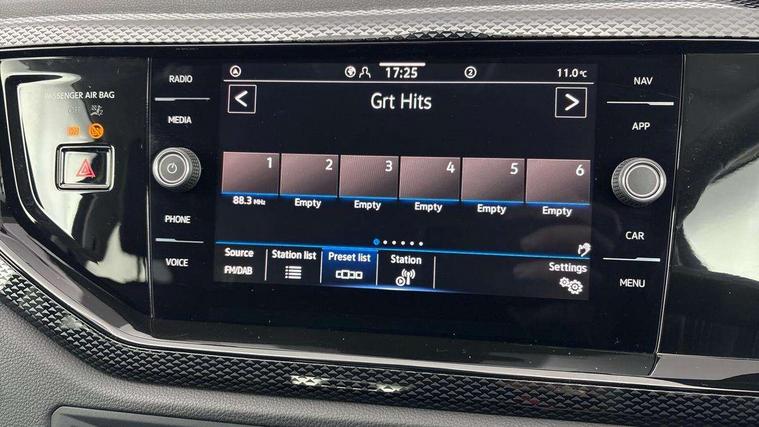 RADIO
MEDIA
PHONE
VOICE
PASSENGER AIR BAG
17:25
2
11.0°C
Grt Hits
1 2 3 4 5 6
88.3 MHz Empty Empty Empty Empty Empty
Source Station list Preset list Station Settings
FM/DAB
NAV
APP
CAR
MENU